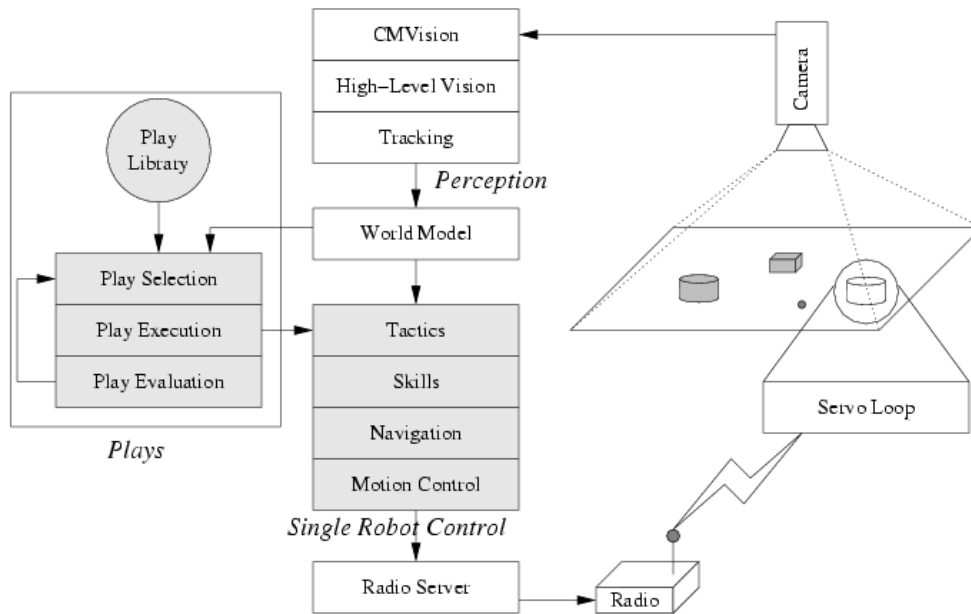 CMVision
High-Level Vision
Tracking
Perception
World Model
Camera
Play
Library
Play Selection
Play Execution
Play Evaluation
Plays
Tactics
Skills
Navigation
Motion Control
Single Robot Control
Radio Server
Radio
Servo Loop